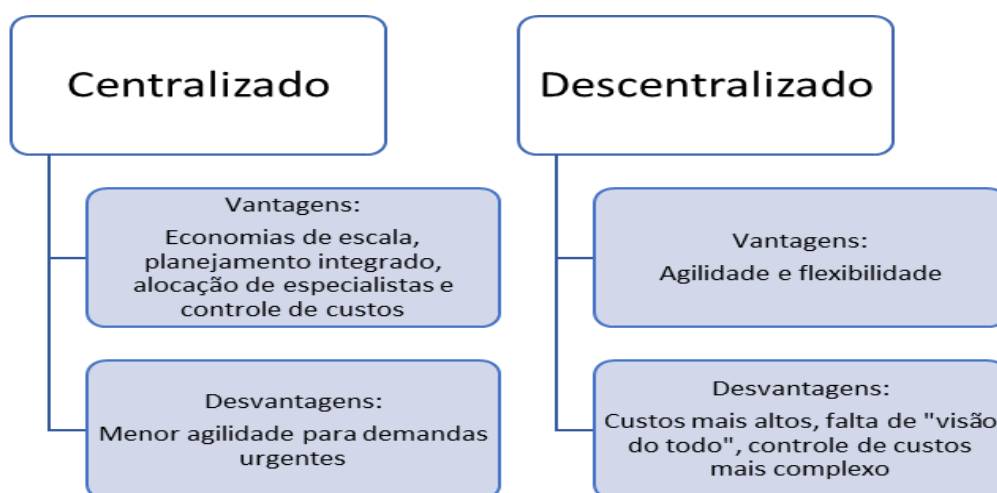 Centralizado
Vantagens:
Economias de escala,
planejamento integrado,
alocação de especialistas e
controle de custos
Desvantagens:
Menor agilidade para demandas
urgentes
Descentralizado
Vantagens:
Agilidade e flexibilidade
Desvantagens:
Custos mais altos, falta de "visão
do todo", controle de custos
mais complexo